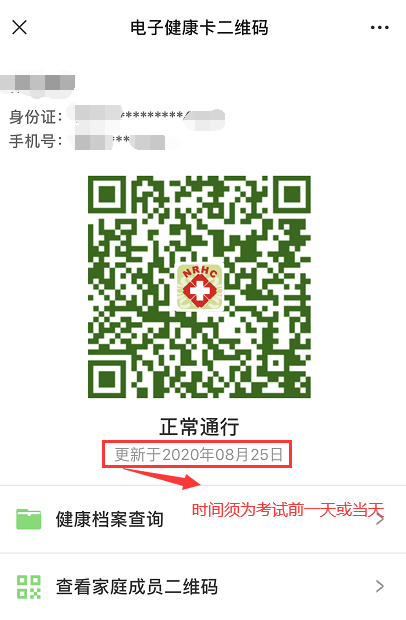 电子健康卡二维码
身份证：*********
手机号：**
NRHC
正常通行
更新于2020年08月25日
时间须为考试前一天或当天
健康档案查询
查看家庭成员二维码